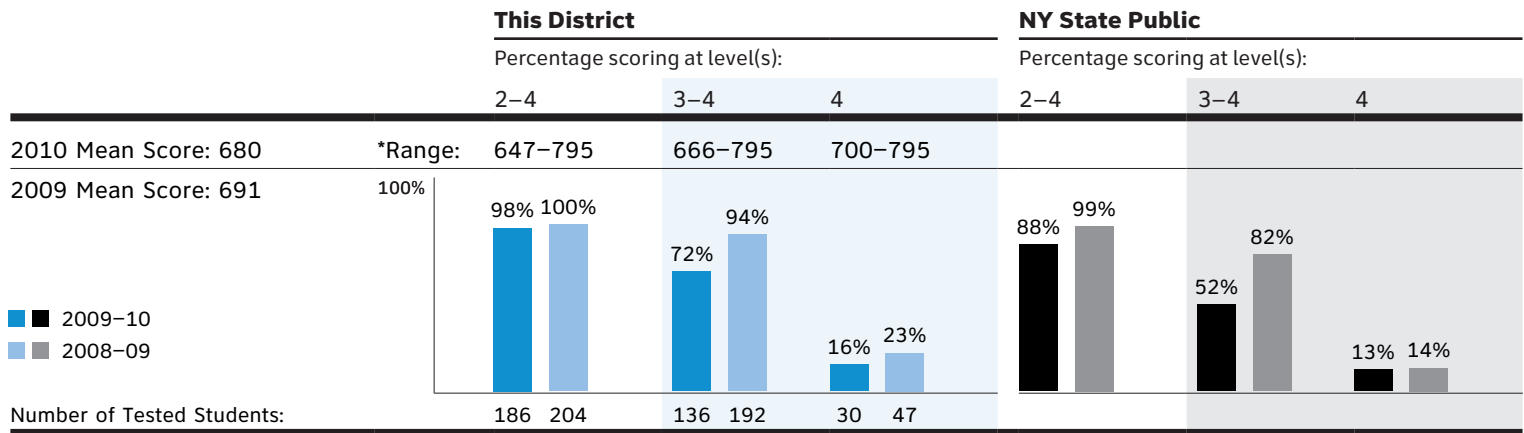 This District NY State Public
Percentage scoring at level(s): Percentage scoring at level(s):
2–4 3–4 4 2–4 3–4 4
2010 Mean Score: 680 *Range: 647–795 666–795 700–795
2009 Mean Score: 691 100%
98% 100% 94% 88% 99%
72% 82%
52%
16% 23% 13% 14%
2009–10
2008–09
Number of Tested Students: 186 204 136 192 30 47